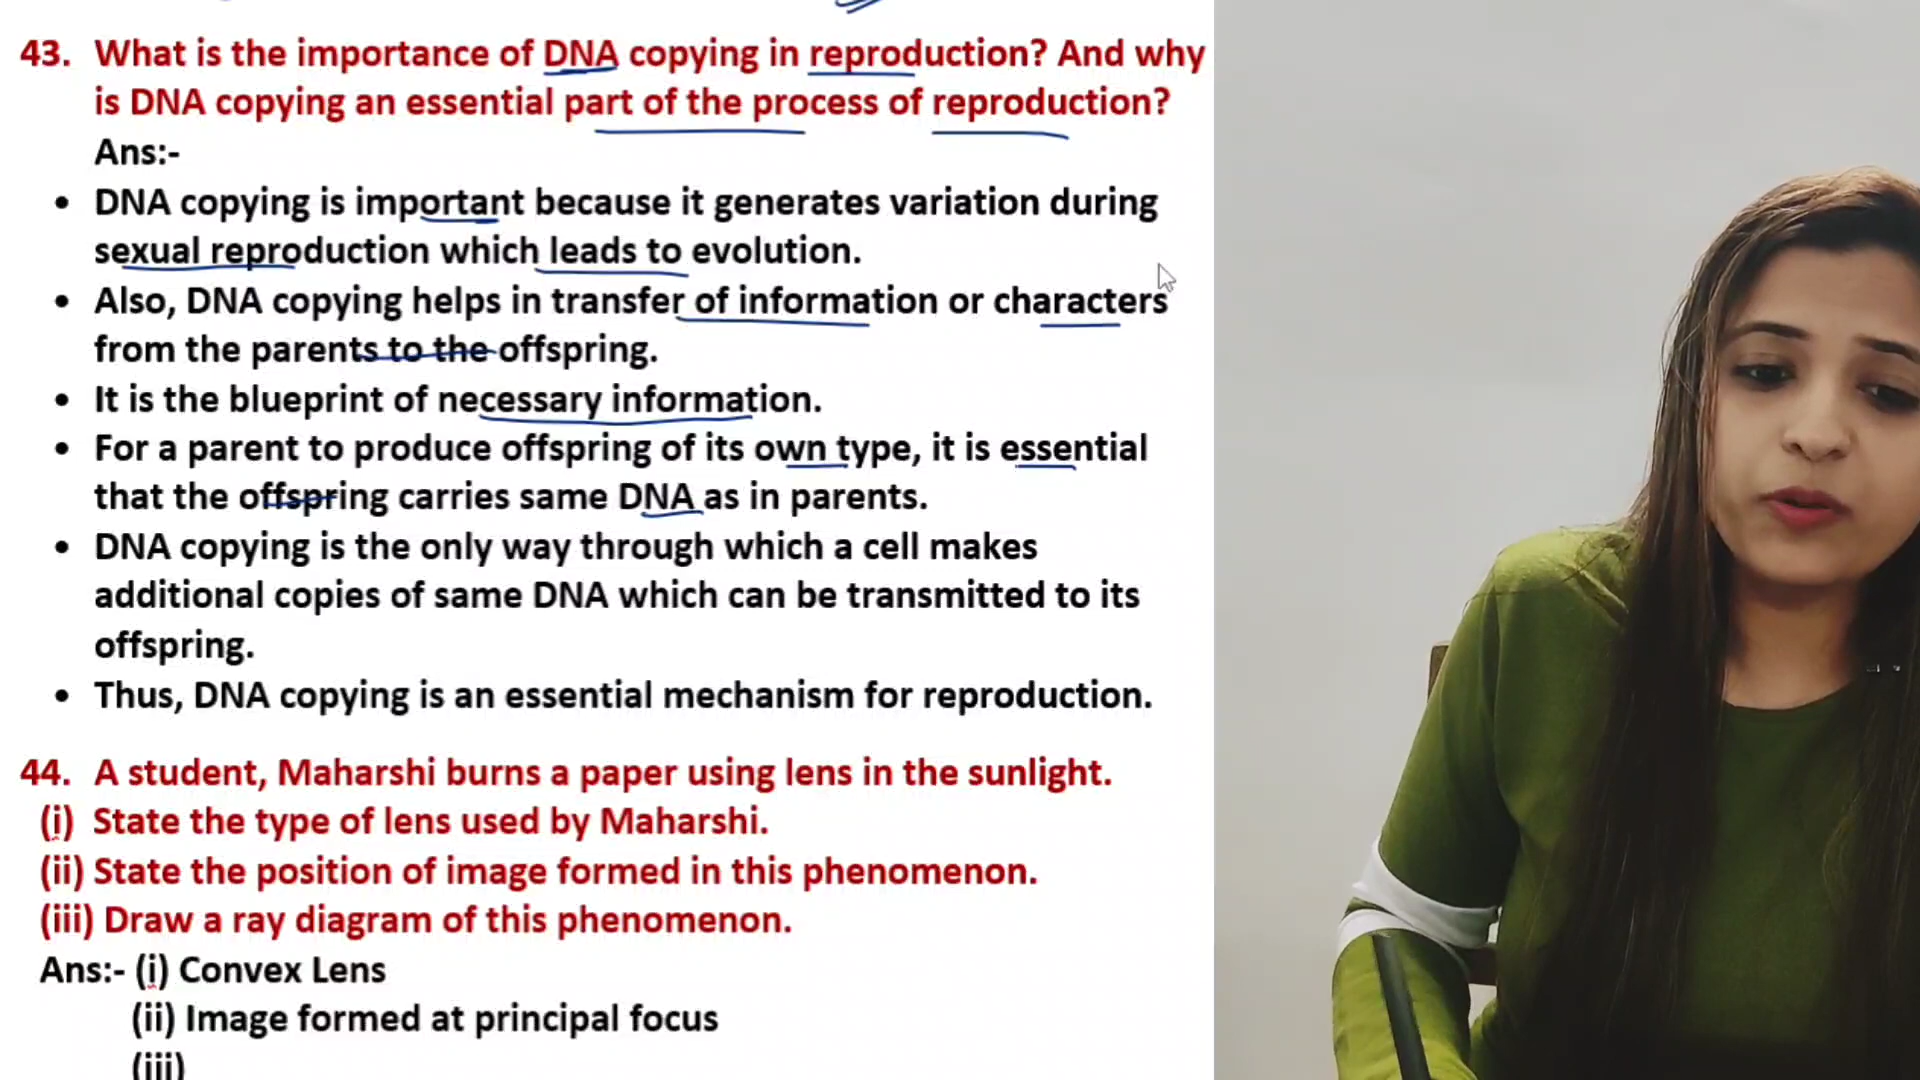 43. What is the importance of DNA copying in reproduction? And why
is DNA copying an essential part of the process of reproduction?
Ans:-
• DNA copying is important because it generates variation during
sexual reproduction which leads to evolution.
• Also, DNA copying helps in transfer of information or characters
from the parents to the offspring.
• It is the blueprint of necessary information.
• For a parent to produce offspring of its own type, it is essential
that the offspring carries same DNA as in parents.
• DNA copying is the only way through which a cell makes
additional copies of same DNA which can be transmitted to its
offspring.
• Thus, DNA copying is an essential mechanism for reproduction.
44. A student, Maharshi burns a paper using lens in the sunlight.
(i) State the type of lens used by Maharshi.
(ii) State the position of image formed in this phenomenon.
(iii) Draw a ray diagram of this phenomenon.
Ans:- (i) Convex Lens
(ii) Image formed at principal focus
(iii)